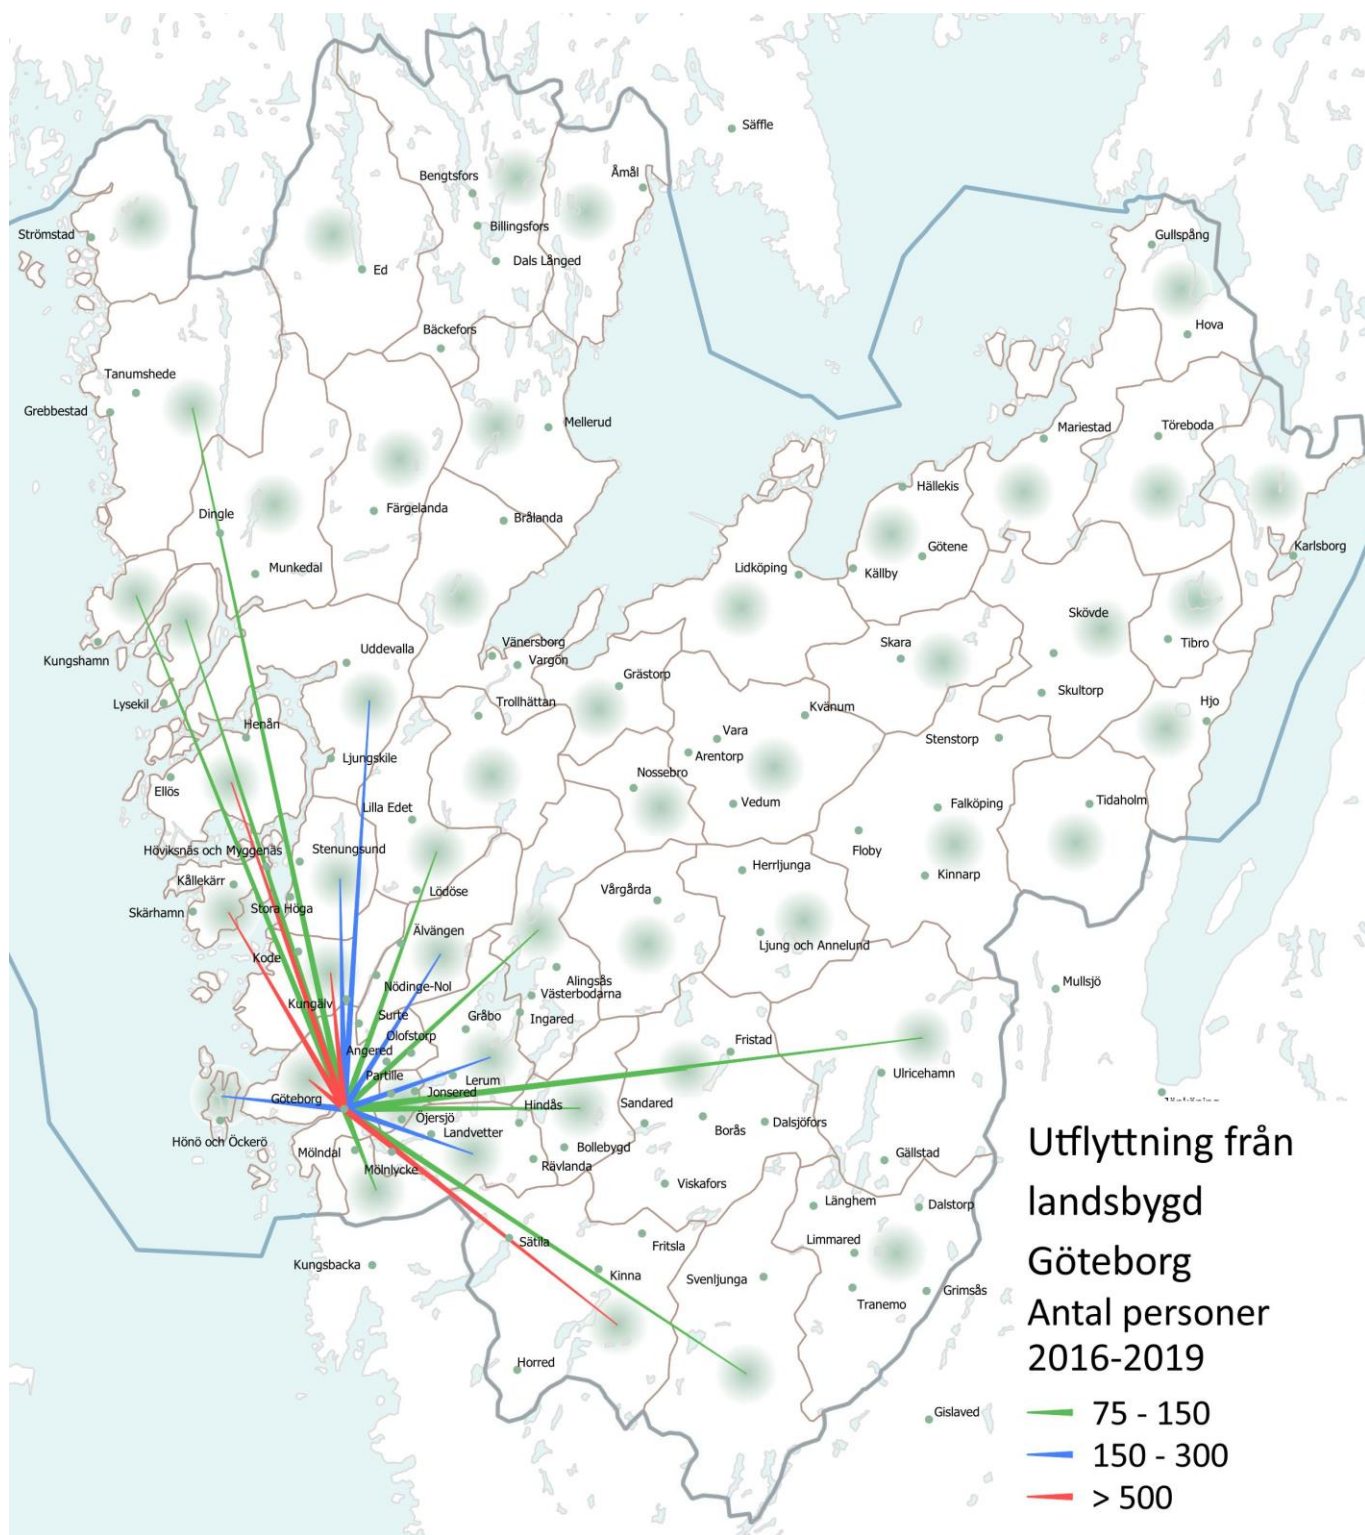 Säffle
Åmål
Bengtsfors
Billingsfors
Strömstad
Gullspång
Dals Långed
Ed
Hova
Bäckefors
Tanumshede
Grebbestad
Mellerud
Mariestad
Töreboda
Hällekis
Dingle
Färgelanda
Brålanda
Götene
Karlsborg
Munkedal
Lidköping
Källby
Skövde
Vänersborg
Skara
Tibro
Kungshamn
Uddevalla
Vargön
Grästorp
Skultorp
Lysekil
Trollhättan
Kvänum
Hjo
Henån
Vara
Stenstorp
Arentorp
Ljungskile
Nossebro
Ellös
Lilla Edet
Vedum
Falköping
Tidaholm
Höviksnäs och Myggenäs
Stenungsund
Floby
Herrljunga
Kållekärr
Lödöse
Vårgårda
Kinnarp
Skärhamn
Stora Höga
Älvängen
Ljung och Annelund
Kode
Alingsås
Mullsjö
Nödinge-Nol
Västerbodarna
Kungälv
Surte
Gråbo
Ingared
Olofstorp
Fristad
Angered
Partille
Lerum
Ulricehamn
Jonsered
Göteborg
Hindås
Sandared
Öjersjö
Borås
Dalsjöfors
Hönö och Öckerö
Landvetter
Mölndal
Bollebygd
Mölnlycke
Rävlanda
Gällstad
Viskafors
Länghem
Dalstorp
Sätila
Fritsla
Limmared
Kungsbacka
Kinna
Svenljunga
Grimsås
Tranemo
Horred
Gislaved
Utflyttning från
landsbygd
Göteborg
Antal personer
2016-2019
75 - 150
150 - 300
> 500